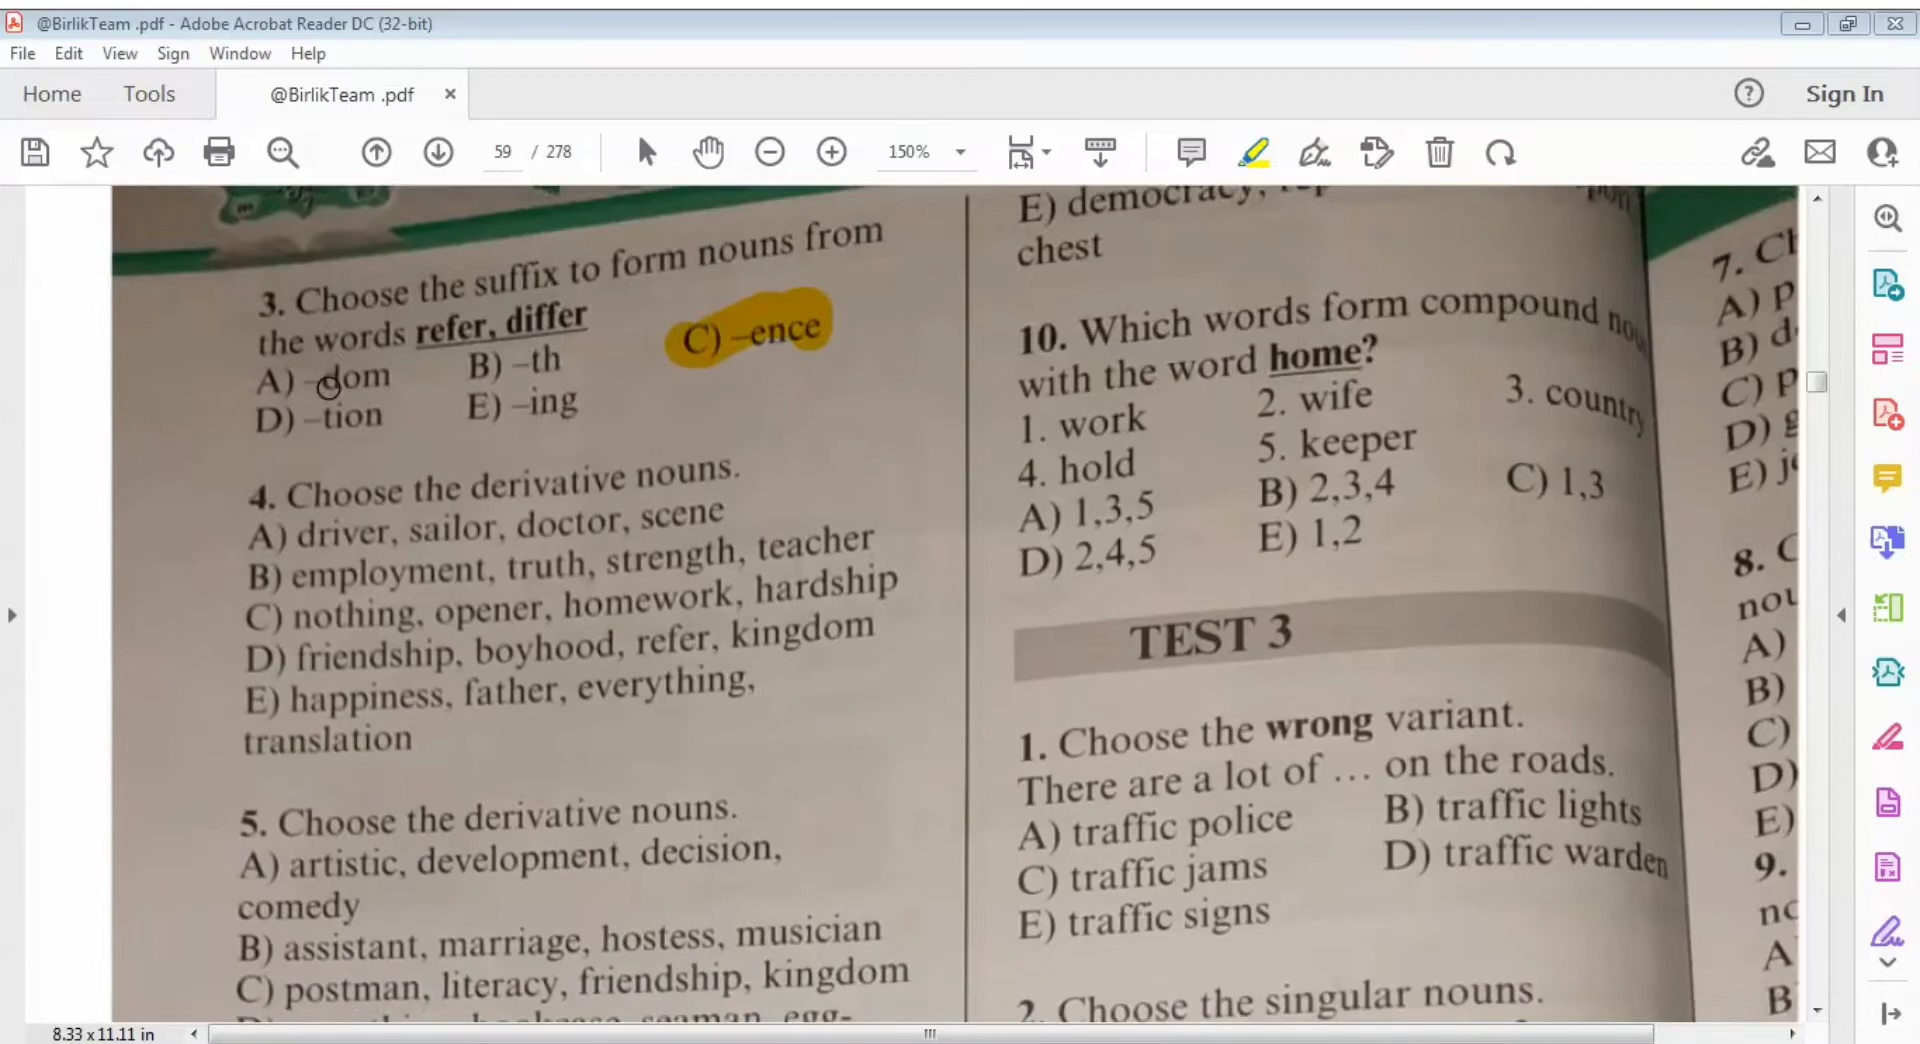 @BirlikTeam .pdf - Adobe Acrobat Reader DC (32-bit)
File Edit View Sign Window Help
Home Tools @BirlikTeam .pdf × Sign In
59 / 278 150%
3. Choose the suffix to form nouns from
the words refer, differ
A) –dom B) –th C) –ence
D) –tion E) –ing
4. Choose the derivative nouns.
A) driver, sailor, doctor, scene
B) employment, truth, strength, teacher
C) nothing, opener, homework, hardship
D) friendship, boyhood, refer, kingdom
E) happiness, father, everything,
translation
5. Choose the derivative nouns.
A) artistic, development, decision,
comedy
B) assistant, marriage, hostess, musician
C) postman, literacy, friendship, kingdom
E) democracy,
chest
10. Which words form compound
with the word home?
1. work 2. wife 3. country
4. hold 5. keeper
A) 1,3,5 B) 2,3,4 C) 1,3
D) 2,4,5 E) 1,2
TEST 3
1. Choose the wrong variant.
There are a lot of … on the roads.
A) traffic police B) traffic lights
C) traffic jams D) traffic warden
E) traffic signs
2. Choose the singular nouns.
7.
A)
B)
C)
D)
E)
8.
A)
B)
C)
D)
E)
9.
A
B
8.33 x 11.11 in